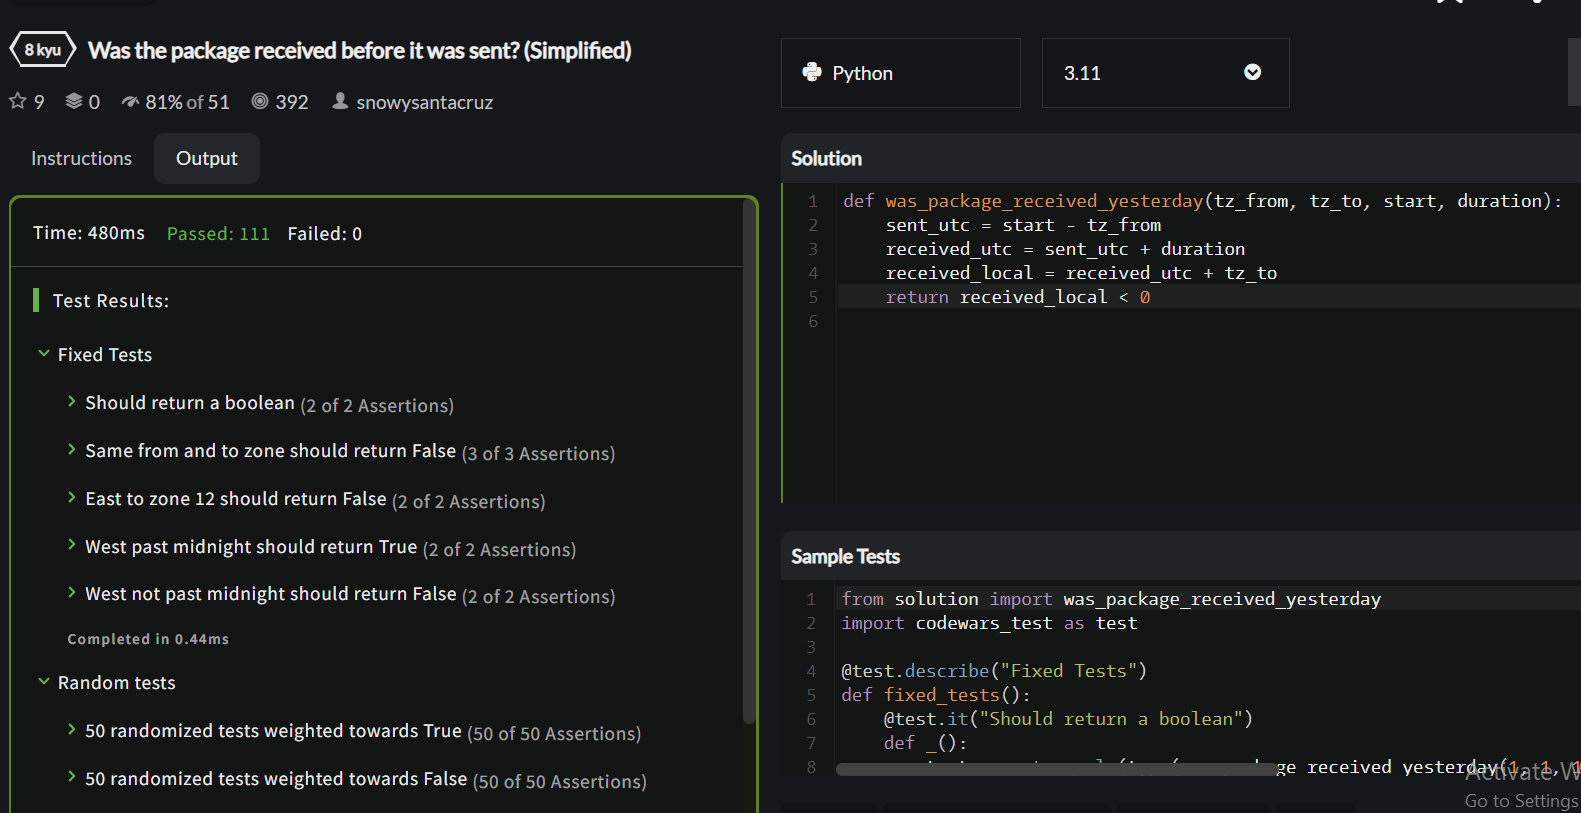 8 kyu Was the package received before it was sent? (Simplified)
9 0 81% of 51 392 snowysantacruz
Instructions Output
Time: 480ms Passed: 111 Failed: 0
Test Results:
Fixed Tests
Should return a boolean (2 of 2 Assertions)
Same from and to zone should return False (3 of 3 Assertions)
East to zone 12 should return False (2 of 2 Assertions)
West past midnight should return True (2 of 2 Assertions)
West not past midnight should return False (2 of 2 Assertions)
Completed in 0.44ms
Random tests
50 randomized tests weighted towards True (50 of 50 Assertions)
50 randomized tests weighted towards False (50 of 50 Assertions)
Python 3.11
Solution
1 def was_package_received_yesterday(tz_from, tz_to, start, duration):
2 sent_utc = start - tz_from
3 received_utc = sent_utc + duration
4 received_local = received_utc + tz_to
5 return received_local < 0
6
Sample Tests
1 from solution import was_package_received_yesterday
2 import codewars_test as test
3
4 @test.describe("Fixed Tests")
5 def fixed_tests():
6 @test.it("Should return a boolean")
7 def _():
8 received yesterday(1, 1,
Activate W
Go to Settings